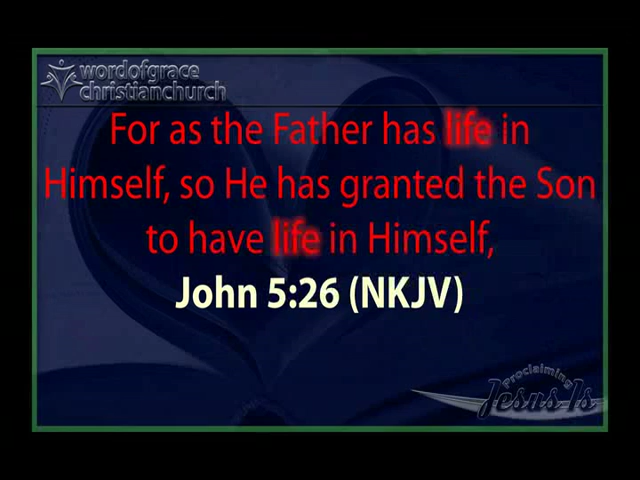 wordofgrace
christianchurch
For as the Father has life in
Himself, so He has granted the Son
to have life in Himself,
John 5:26 (NKJV)
Proclaiming
Jesus Is